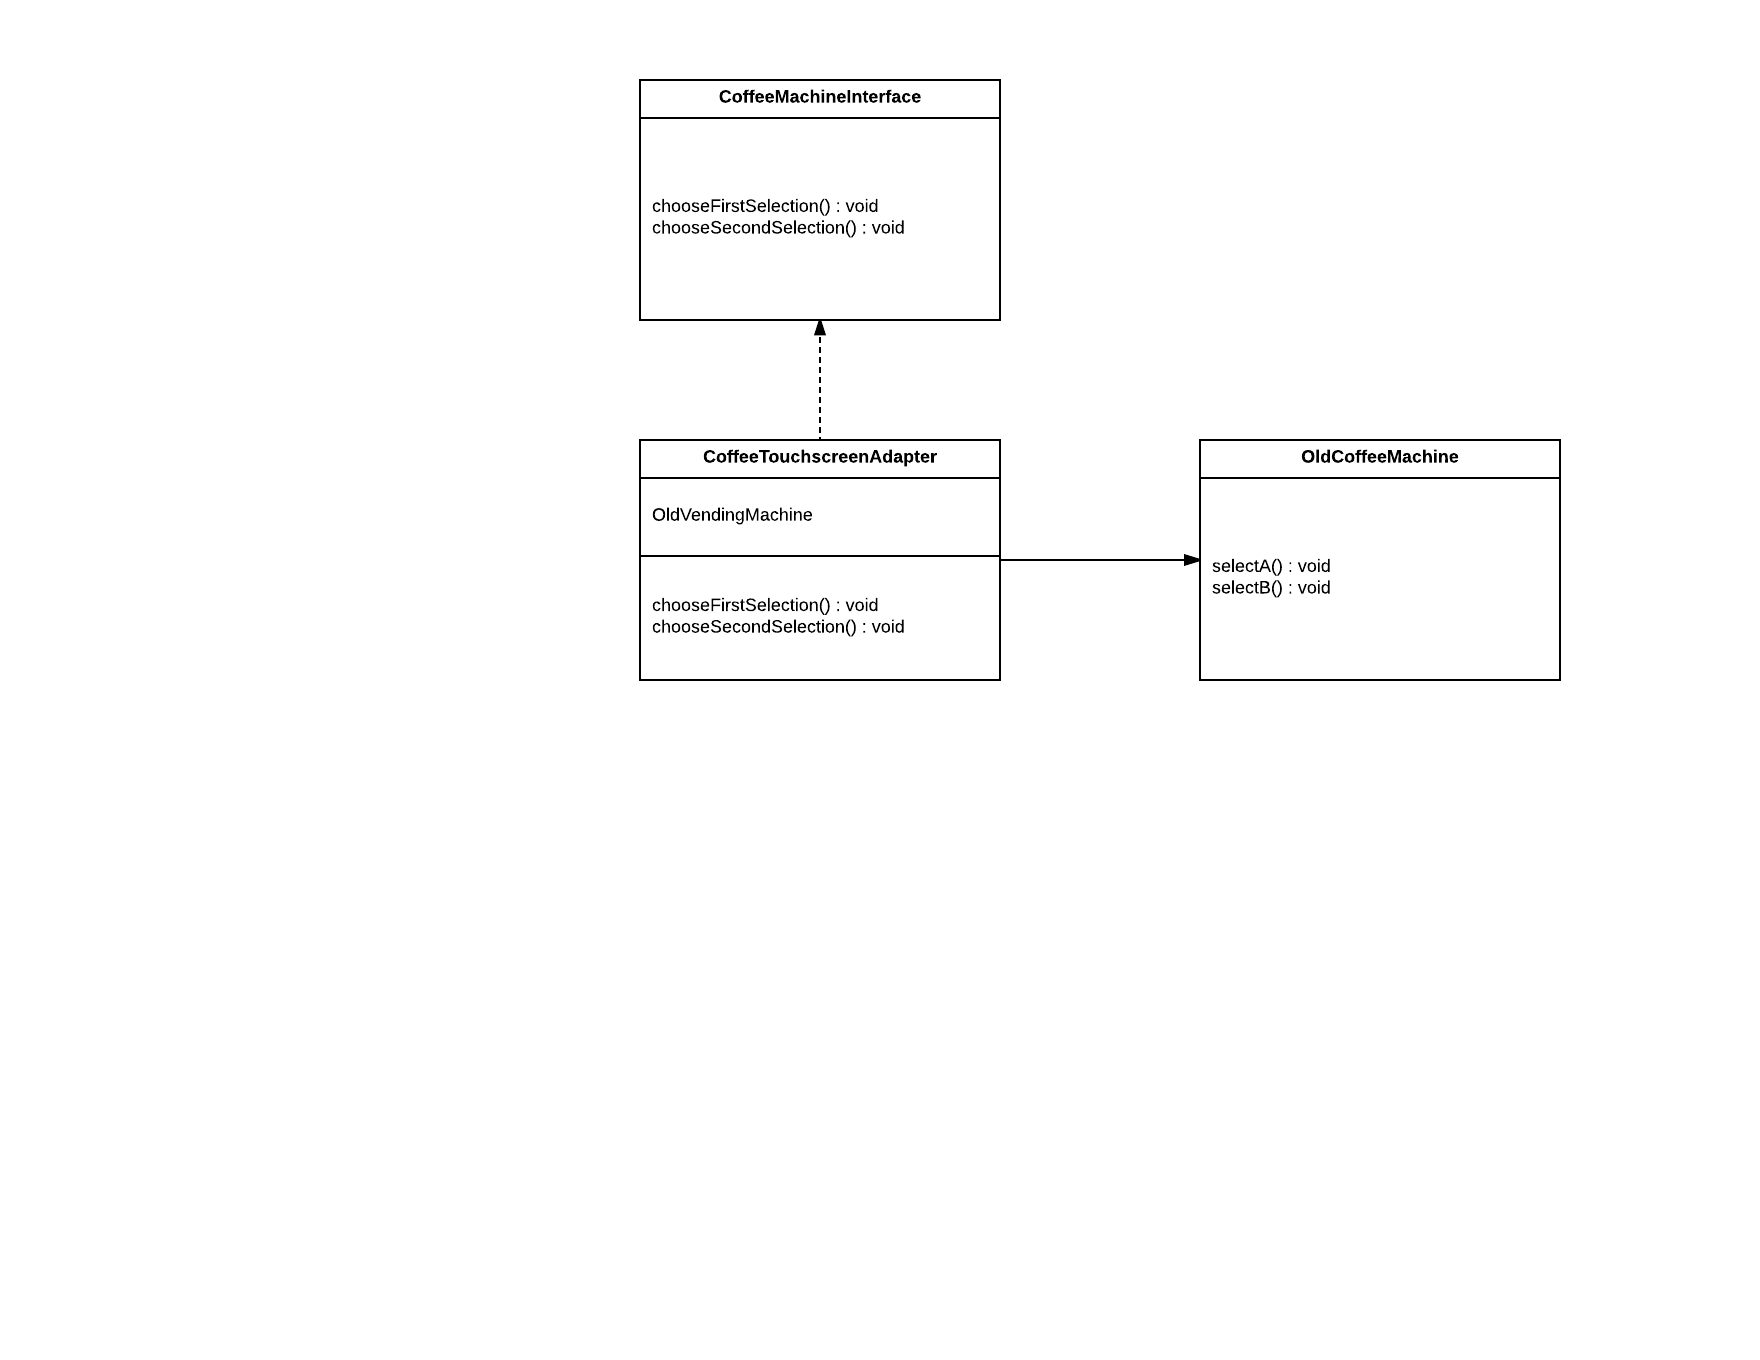 CoffeeMachineInterface
chooseFirstSelection() : void
chooseSecondSelection() : void
CoffeeTouchscreenAdapter
OldVendingMachine
chooseFirstSelection() : void
chooseSecondSelection() : void
OldCoffeeMachine
selectA() : void
selectB() : void